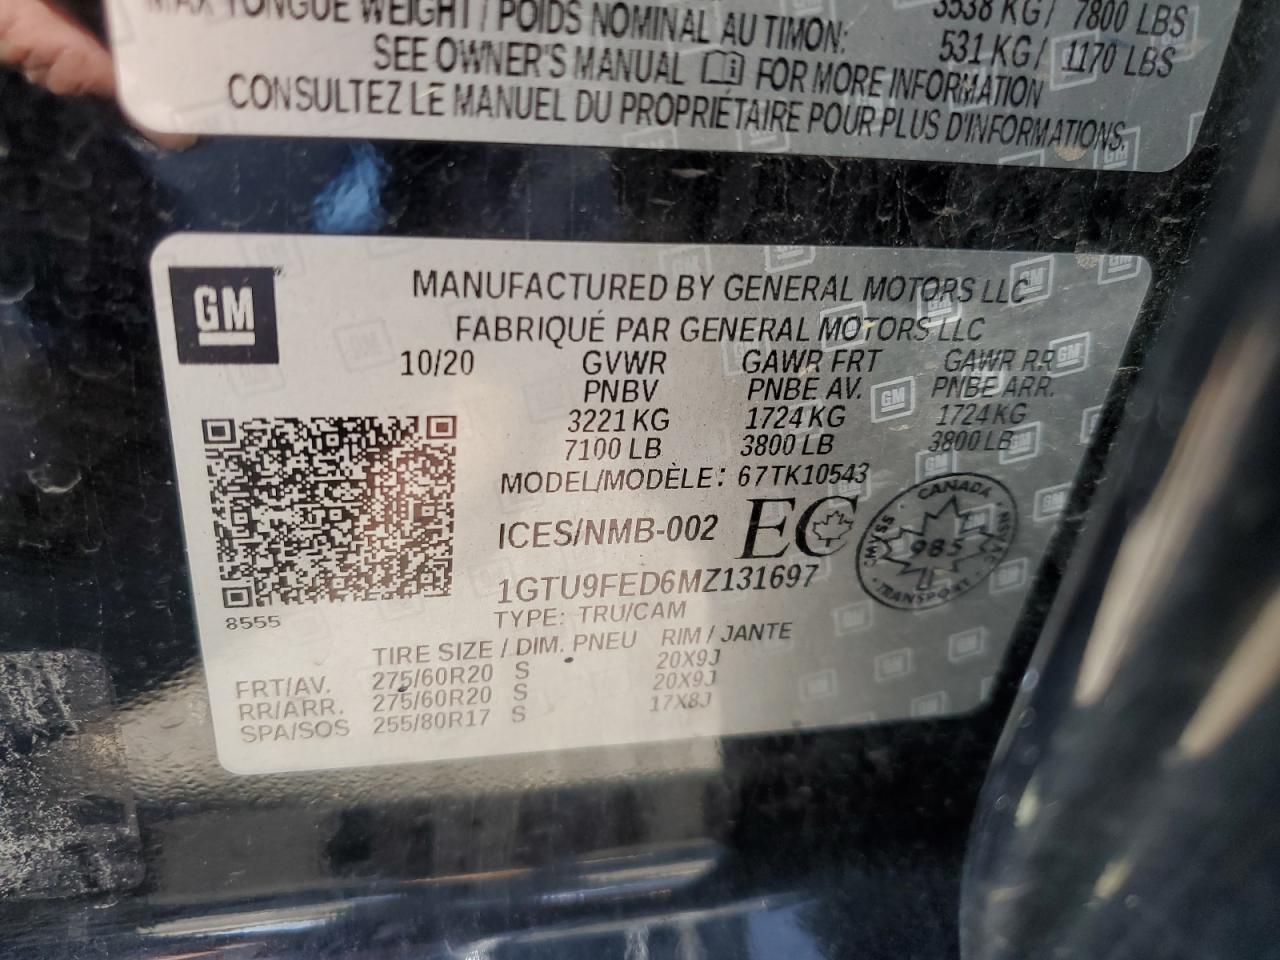 MAX TONGUE WEIGHT / POIDS NOMINAL AU TIMON:
3538 KG / 7800 LBS
531 KG / 1170 LBS
SEE OWNER'S MANUAL FOR MORE INFORMATION
CONSULTEZ LE MANUEL DU PROPRIÉTAIRE POUR PLUS D'INFORMATIONS.
GM
MANUFACTURED BY GENERAL MOTORS LLC
FABRIQUÉ PAR GENERAL MOTORS LLC
10/20 GVWR GAWR FRT GAWR RR
PNBV PNBE AV. PNBE ARR.
3221 KG 1724 KG 1724 KG
7100 LB 3800 LB 3800 LB
MODEL/MODÈLE: 67TK10543
ICES/NMB-002 EC
CANADA
985
TRANSPORT
1GTU9FED6MZ131697
8555
TYPE: TRU/CAM
TIRE SIZE / DIM. PNEU RIM / JANTE
FRT/AV. 275/60R20 S 20X9J
RR/ARR. 275/60R20 S 20X9J
SPA/SOS 255/80R17 S 17X8J